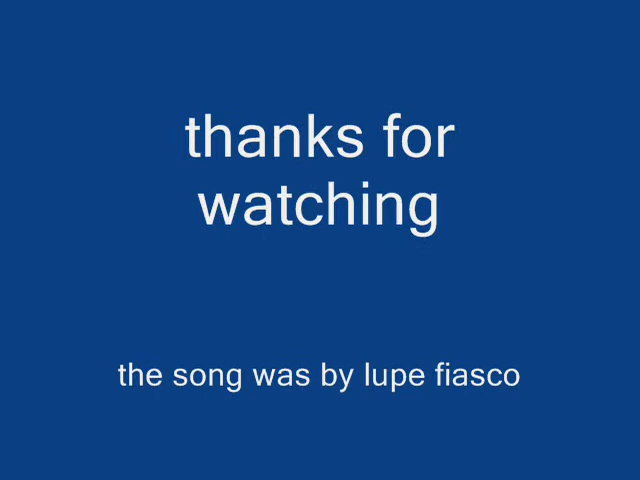 thanks for
watching
the song was by lupe fiasco